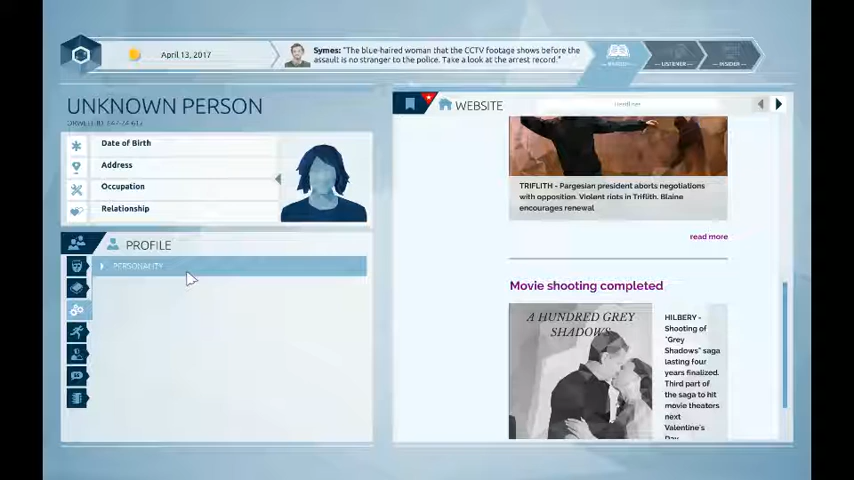 April 13, 2017
Symes: "The blue-haired woman that the CCTV footage shows before the
assault is no stranger to the police. Take a look at the arrest record."
LISTENER
INSIDER
UNKNOWN PERSON
WEBSITE
Date of Birth
Address
Occupation
Relationship
PROFILE
PERSONALITY
TRIFLITH - Pargesian president aborts negotiations
with opposition. Violent riots in Triflith. Blaine
encourages renewal
read more
Movie shooting completed
A HUNDRED GREY
SHADOWS
HILBERY -
Shooting of
"Grey
Shadows" saga
lasting four
years finalized.
Third part of
the saga to hit
movie theaters
next
Valentine's
Day.